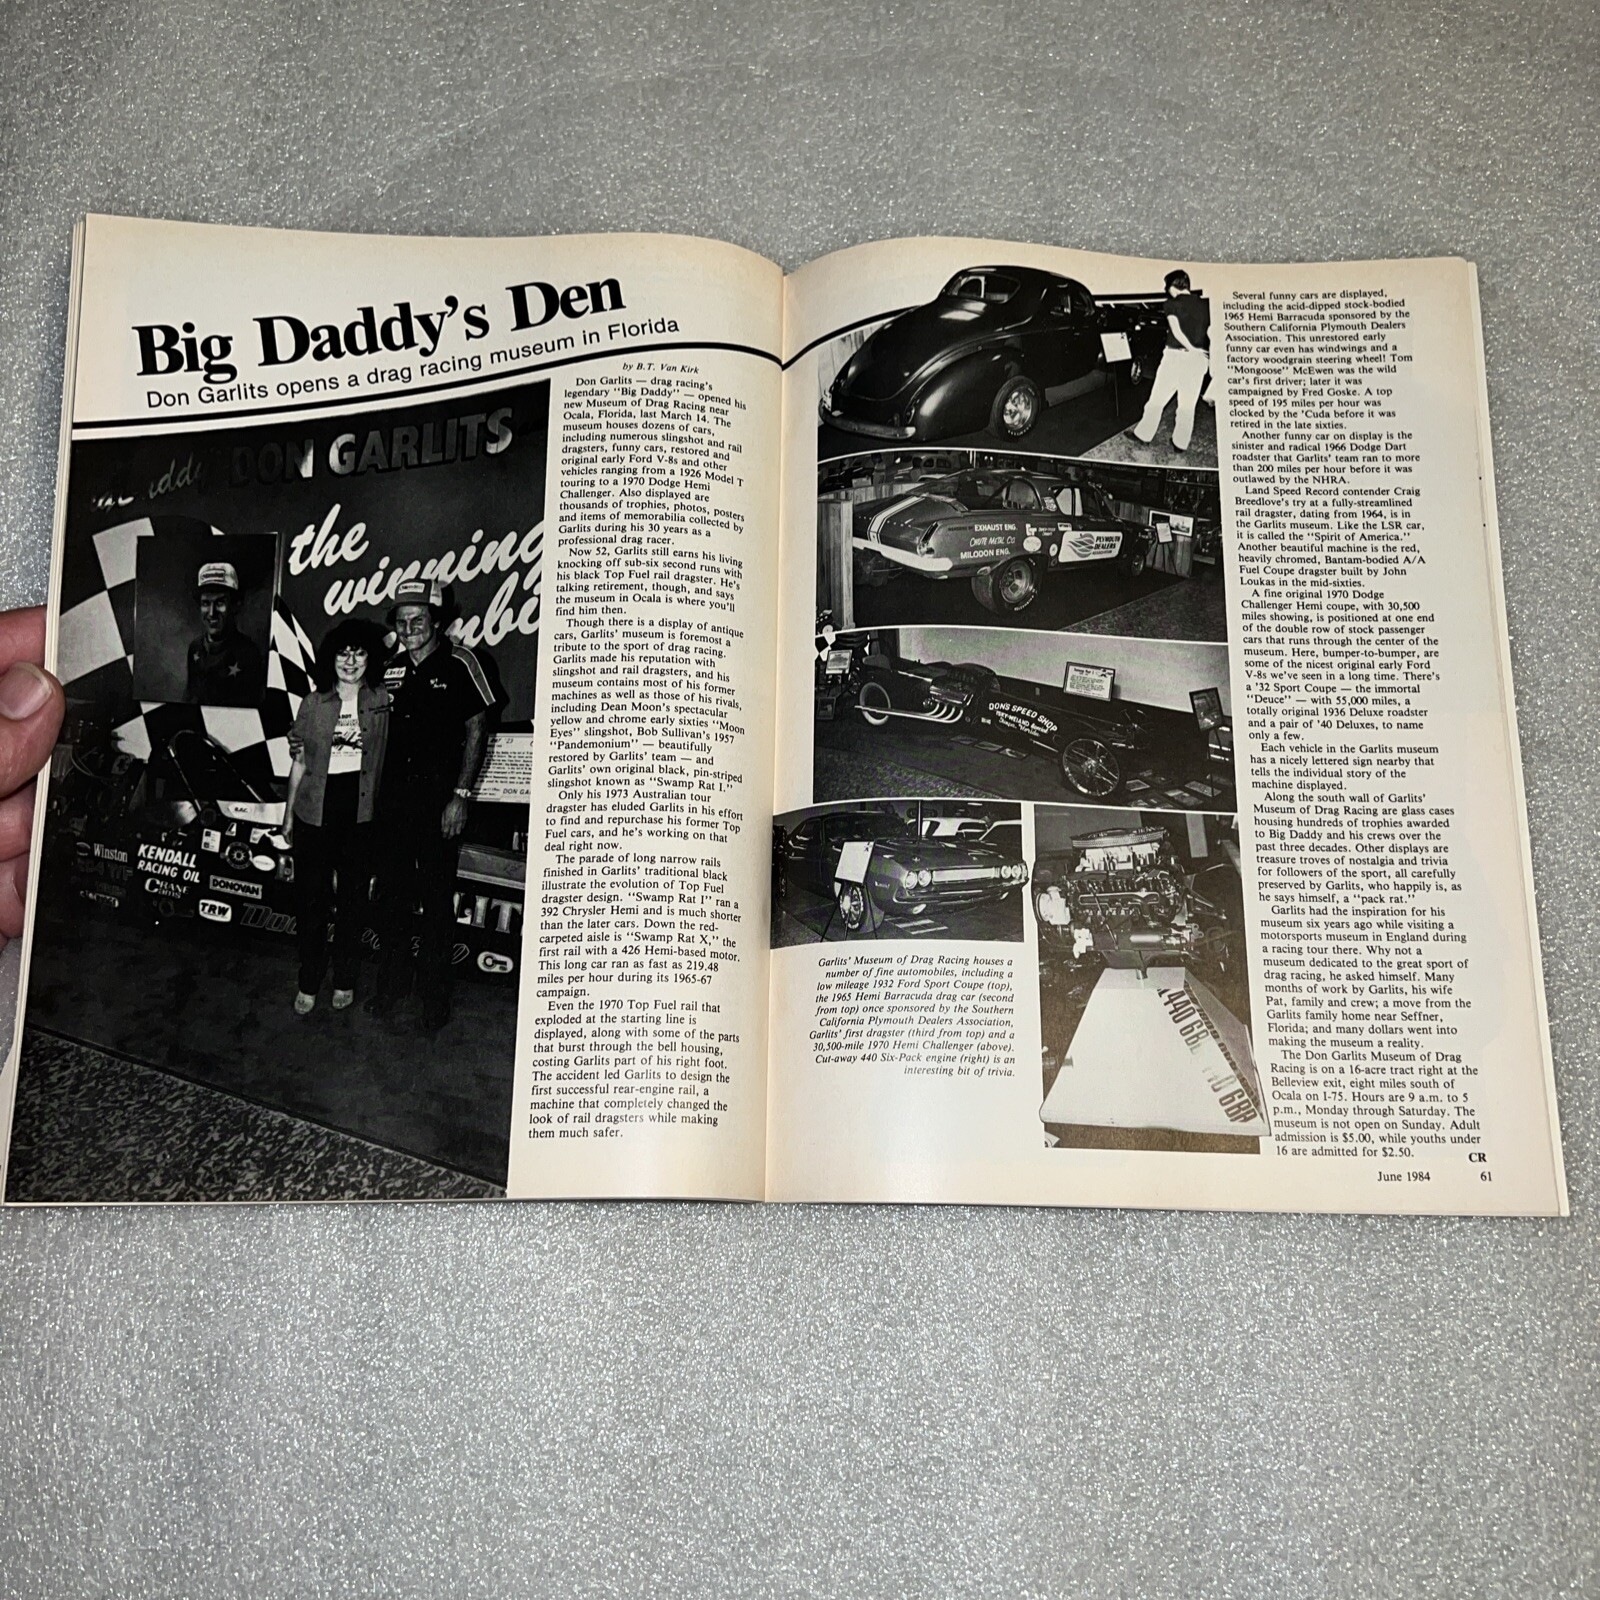 Big Daddy's Den
Don Garlits opens a drag racing museum in Florida
DON GARLITS
the
winning
Winston
KENDALL
RACING OIL
CRANE
CAMS
DONOVAN
TRW
by B.T. Van Kirk
Don Garlits — drag racing's
legendary "Big Daddy" — opened his
new Museum of Drag Racing near
Ocala, Florida, last March 14. The
museum houses dozens of cars,
including numerous slingshot and rail
dragsters, funny cars, restored and
original early Ford V-8s and other
vehicles ranging from a 1926 Model T
touring to a 1970 Dodge Hemi
Challenger. Also displayed are
thousands of trophies, photos, posters
and items of memorabilia collected by
Garlits during his 30 years as a
professional drag racer.
Now 52, Garlits still earns his living
knocking off sub-six second runs with
his black Top Fuel rail dragster. He's
talking retirement, though, and says
the museum in Ocala is where you'll
find him then.
Though there is a display of antique
cars, Garlits' museum is foremost a
tribute to the sport of drag racing.
Garlits made his reputation with
slingshot and rail dragsters, and his
museum contains most of his former
machines as well as those of his rivals,
including Dean Moon's spectacular
yellow and chrome early sixties "Moon
Eyes" slingshot, Bob Sullivan's 1957
"Pandemonium" — beautifully
restored by Garlits' team — and
Garlits' own original black, pin-striped
slingshot known as "Swamp Rat I."
Only his 1973 Australian tour
dragster has eluded Garlits in his effort
to find and repurchase his former Top
Fuel cars, and he's working on that
deal right now.
The parade of long narrow rails
finished in Garlits' traditional black
illustrate the evolution of Top Fuel
dragster design. "Swamp Rat I" ran a
392 Chrysler Hemi and is much shorter
than the later cars. Down the red-
carpeted aisle is "Swamp Rat X," the
first rail with a 426 Hemi-based motor.
This long car ran as fast as 219.48
miles per hour during its 1965-67
campaign.
Even the 1970 Top Fuel rail that
exploded at the starting line is
displayed, along with some of the parts
that burst through the bell housing,
costing Garlits part of his right foot.
The accident led Garlits to design the
first successful rear-engine rail, a
machine that completely changed the
look of rail dragsters while making
them much safer.
EXHAUST ENG.
MILODON ENG.
PLYMOUTH
DEALERS
DON'S SPEED SHOP
Garlits' Museum of Drag Racing houses a
number of fine automobiles, including a
low mileage 1932 Ford Sport Coupe (top),
the 1965 Hemi Barracuda drag car (second
from top) once sponsored by the Southern
California Plymouth Dealers Association,
Garlits' first dragster (third from top) and a
30,500-mile 1970 Hemi Challenger (above).
Cut-away 440 Six-Pack engine (right) is an
interesting bit of trivia.
Several funny cars are displayed,
including the acid-dipped stock-bodied
1965 Hemi Barracuda sponsored by the
Southern California Plymouth Dealers
Association. This unrestored early
funny car even has windwings and a
factory woodgrain steering wheel! Tom
"Mongoose" McEwen was the wild
car's first driver; later it was
campaigned by Fred Goske. A top
speed of 195 miles per hour was
clocked by the 'Cuda before it was
retired in the late sixties.
Another funny car on display is the
sinister and radical 1966 Dodge Dart
roadster that Garlits' team ran to more
than 200 miles per hour before it was
outlawed by the NHRA.
Land Speed Record contender Craig
Breedlove's try at a fully-streamlined
rail dragster, dating from 1964, is in
the Garlits museum. Like the LSR car,
it is called the "Spirit of America."
Another beautiful machine is the red,
heavily chromed, Bantam-bodied A/A
Fuel Coupe dragster built by John
Loukas in the mid-sixties.
A fine original 1970 Dodge
Challenger Hemi coupe, with 30,500
miles showing, is positioned at one end
of the double row of stock passenger
cars that runs through the center of the
museum. Here, bumper-to-bumper, are
some of the nicest original early Ford
V-8s we've seen in a long time. There's
a '32 Sport Coupe — the immortal
"Deuce" — with 55,000 miles, a
totally original 1936 Deluxe roadster
and a pair of '40 Deluxes, to name
only a few.
Each vehicle in the Garlits museum
has a nicely lettered sign nearby that
tells the individual story of the
machine displayed.
Along the south wall of Garlits'
Museum of Drag Racing are glass cases
housing hundreds of trophies awarded
to Big Daddy and his crews over the
past three decades. Other displays are
treasure troves of nostalgia and trivia
for followers of the sport, all carefully
preserved by Garlits, who happily is, as
he says himself, a "pack rat."
Garlits had the inspiration for his
museum six years ago while visiting a
motorsports museum in England during
a racing tour there. Why not a
museum dedicated to the great sport of
drag racing, he asked himself. Many
months of work by Garlits, his wife
Pat, family and crew; a move from the
Garlits family home near Seffner,
Florida; and many dollars went into
making the museum a reality.
The Don Garlits Museum of Drag
Racing is on a 16-acre tract right at the
Belleview exit, eight miles south of
Ocala on I-75. Hours are 9 a.m. to 5
p.m., Monday through Saturday. The
museum is not open on Sunday. Adult
admission is $5.00, while youths under
16 are admitted for $2.50.
CR
June 1984 61